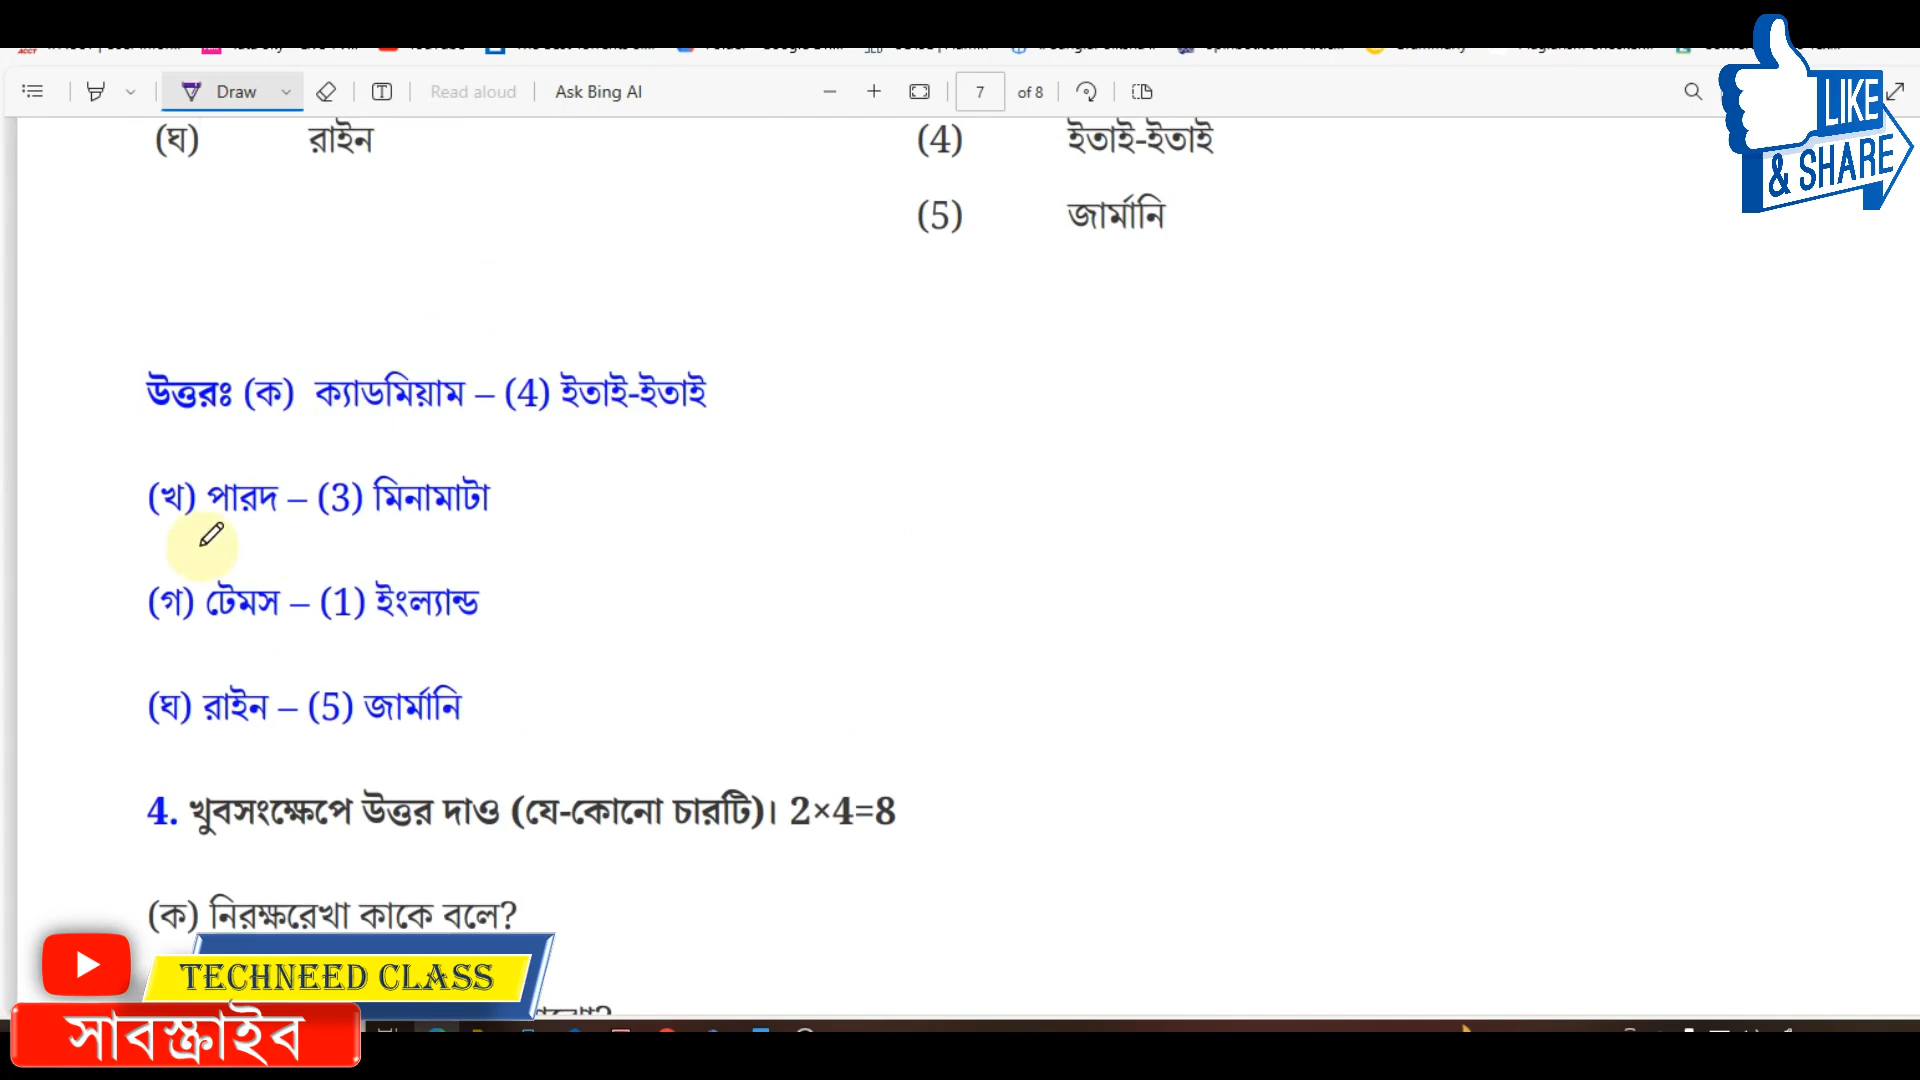 Draw
Read aloud
Ask Bing AI
7
of 8
LIKE
& SHARE
(ঘ) রাইন (4) ইতাই-ইতাই
(5) জার্মানি
উত্তরঃ (ক) ক্যাডমিয়াম – (4) ইতাই-ইতাই
(খ) পারদ – (3) মিনামাটা
(গ) টেমস – (1) ইংল্যান্ড
(ঘ) রাইন – (5) জার্মানি
4. খুবসংক্ষেপে উত্তর দাও (যে-কোনো চারটি)। 2×4=8
(ক) নিরক্ষরেখা কাকে বলে?
TECHNEED CLASS
সাবস্ক্রাইব